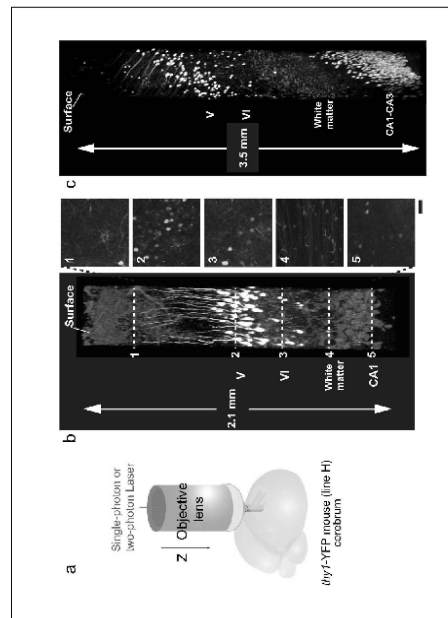 a
Single-photon or
two-photon Laser
Z
Objective
lens
thy1-YFP mouse (line H)
cerebrum
b
Surface
2.1 mm
1
2
V
3
VI
4
White
matter
5
CA1
1
2
3
4
5
c
Surface
3.5 mm
V
VI
White
matter
CA1-CA3